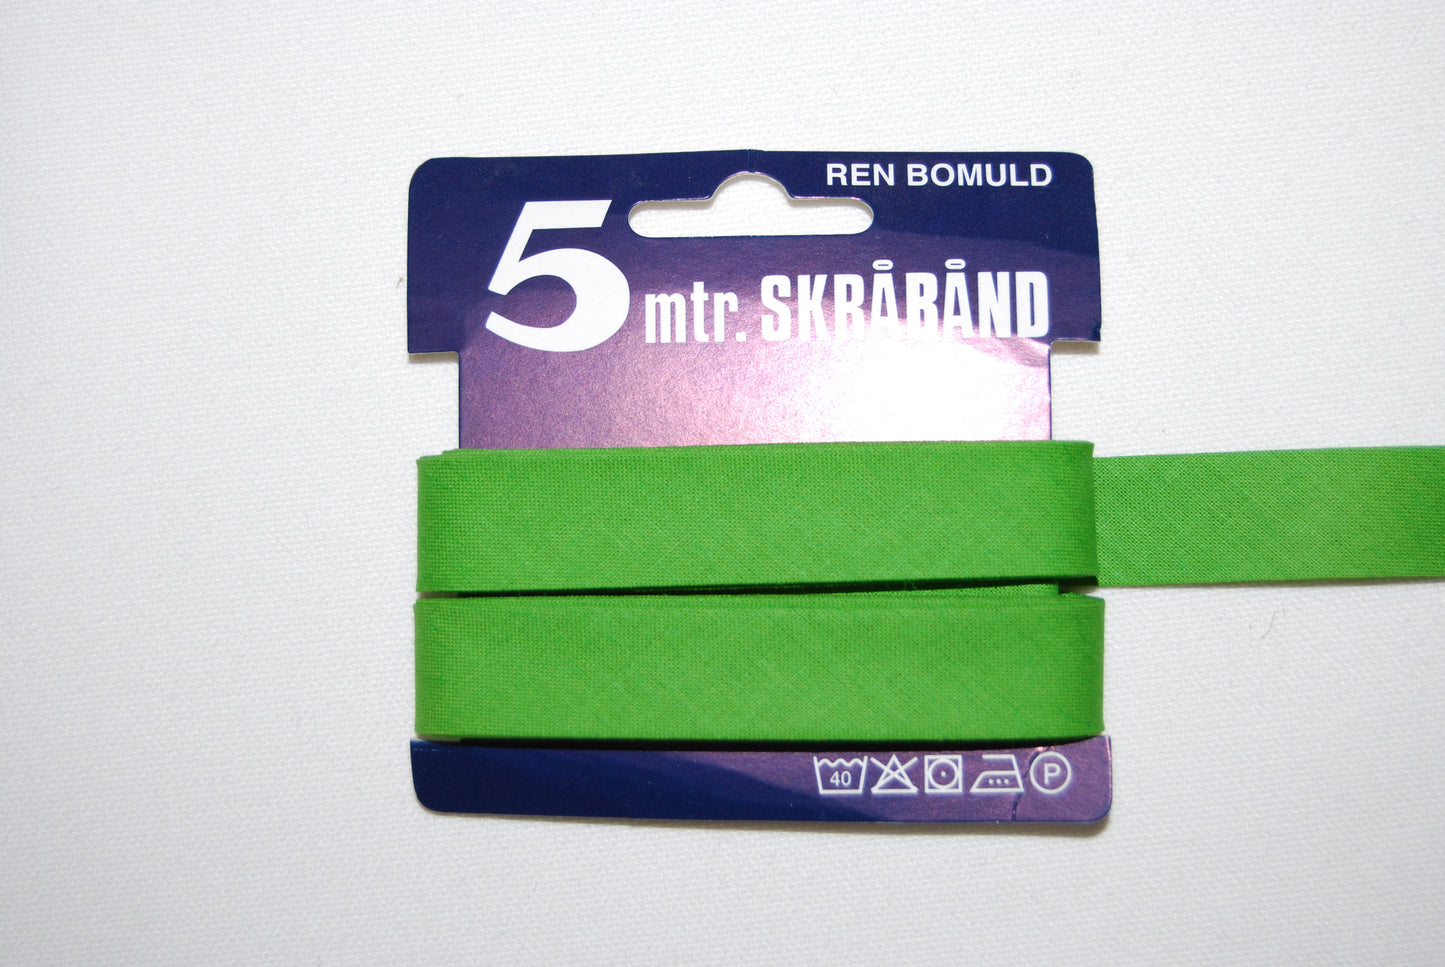 REN BOMULD
5 mtr. SKRÅBÅND
40 P